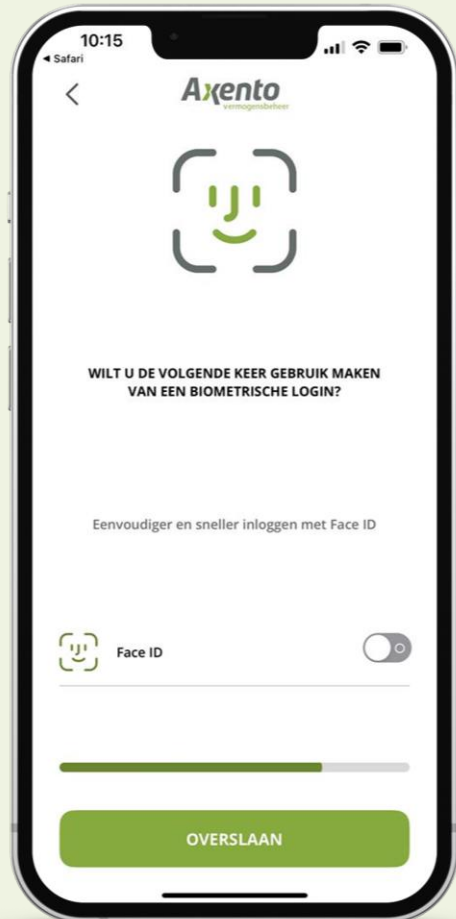 10:15
◄ Safari
Axento
vermogensbeheer
WILT U DE VOLGENDE KEER GEBRUIK MAKEN
VAN EEN BIOMETRISCHE LOGIN?
Eenvoudiger en sneller inloggen met Face ID
Face ID
OVERSLAAN